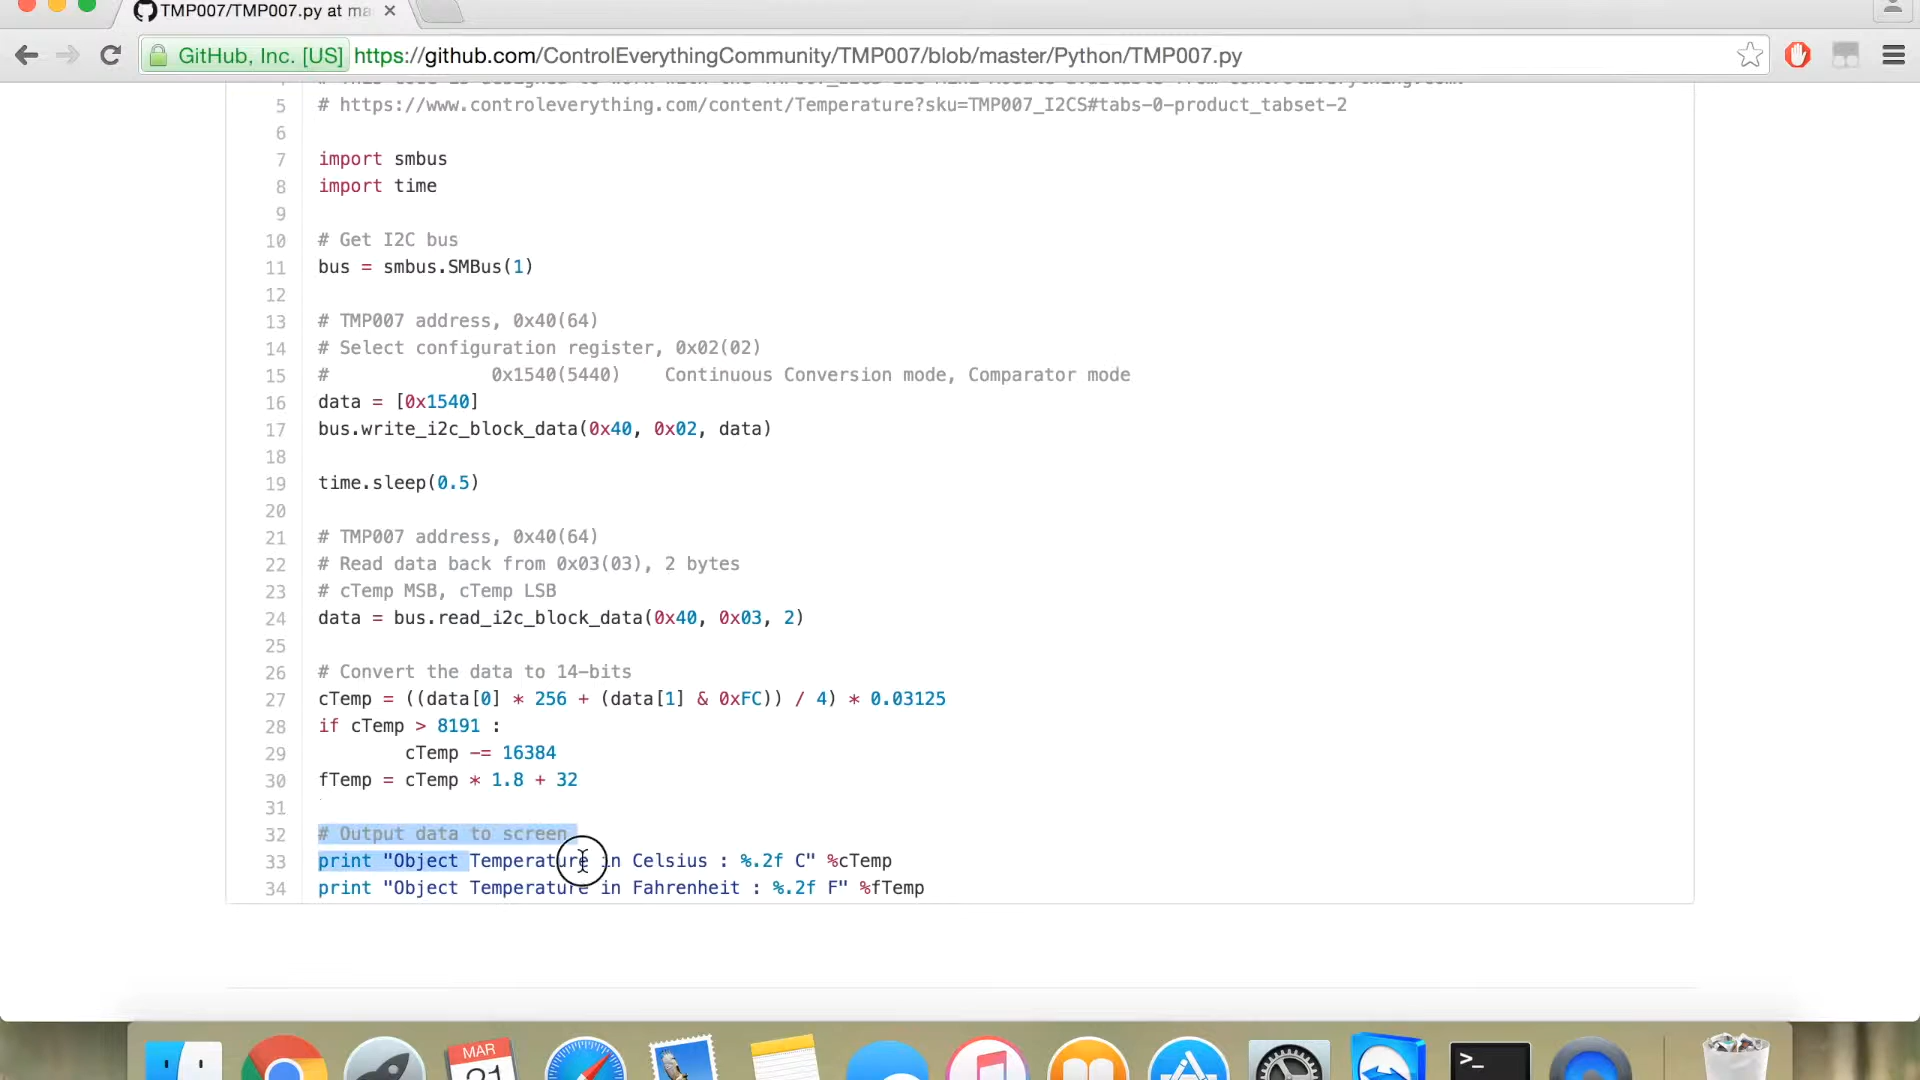 TMP007/TMP007.py at ma
GitHub, Inc. [US] https://github.com/ControlEverythingCommunity/TMP007/blob/master/Python/TMP007.py
5 # https://www.controleverything.com/content/Temperature?sku=TMP007_I2CS#tabs-0-product_tabset-2
6
7 import smbus
8 import time
9
10 # Get I2C bus
11 bus = smbus.SMBus(1)
12
13 # TMP007 address, 0x40(64)
14 # Select configuration register, 0x02(02)
15 # 0x1540(5440) Continuous Conversion mode, Comparator mode
16 data = [0x1540]
17 bus.write_i2c_block_data(0x40, 0x02, data)
18
19 time.sleep(0.5)
20
21 # TMP007 address, 0x40(64)
22 # Read data back from 0x03(03), 2 bytes
23 # cTemp MSB, cTemp LSB
24 data = bus.read_i2c_block_data(0x40, 0x03, 2)
25
26 # Convert the data to 14-bits
27 cTemp = ((data[0] * 256 + (data[1] & 0xFC)) / 4) * 0.03125
28 if cTemp > 8191 :
29 cTemp -= 16384
30 fTemp = cTemp * 1.8 + 32
31
32 # Output data to screen
33 print "Object Temperature in Celsius : %.2f C" %cTemp
34 print "Object Temperature in Fahrenheit : %.2f F" %fTemp
MAR
21
>_